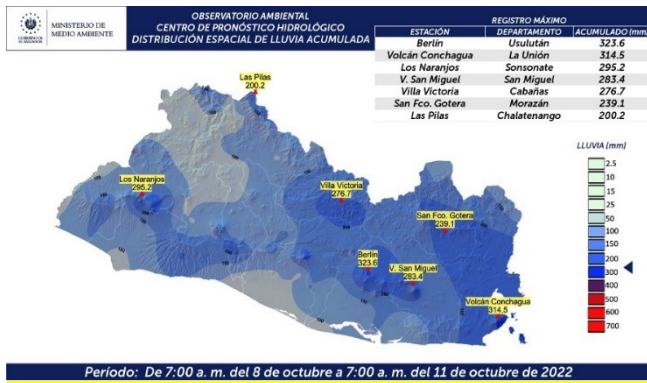 MINISTERIO DE
MEDIO AMBIENTE
OBSERVATORIO AMBIENTAL
CENTRO DE PRONÓSTICO HIDROLÓGICO
DISTRIBUCIÓN ESPACIAL DE LLUVIA ACUMULADA
REGISTRO MÁXIMO
ESTACIÓN DEPARTAMENTO ACUMULADO (mm)
Berlín Usulután 323.6
Volcán Conchagua La Unión 314.5
Los Naranjos Sonsonate 295.2
V. San Miguel San Miguel 283.4
Villa Victoria Cabañas 276.7
San Fco. Gotera Morazán 239.1
Las Pilas Chalatenango 200.2
Las Pilas
200.2
Los Naranjos
295.2
Villa Victoria
276.7
San Fco. Gotera
239.1
Berlín
323.6
V. San Miguel
283.4
Volcán Conchagua
314.5
LLUVIA (mm)
2.5
10
15
25
50
100
150
200
300
400
500
600
700
Período: De 7:00 a. m. del 8 de octubre a 7:00 a. m. del 11 de octubre de 2022